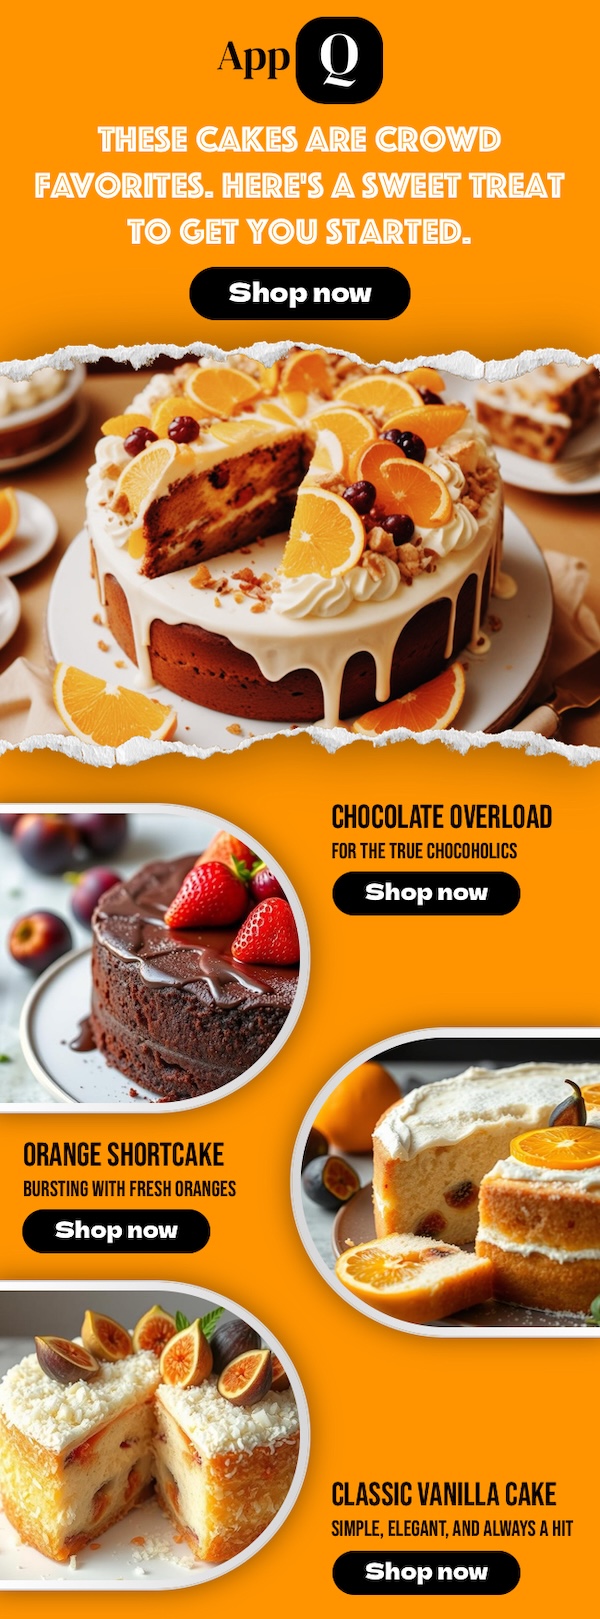 App Q
THESE CAKES ARE CROWD
FAVORITES. HERE'S A SWEET TREAT
TO GET YOU STARTED.
Shop now
CHOCOLATE OVERLOAD
FOR THE TRUE CHOCOHOLICS
Shop now
ORANGE SHORTCAKE
BURSTING WITH FRESH ORANGES
Shop now
CLASSIC VANILLA CAKE
SIMPLE, ELEGANT, AND ALWAYS A HIT
Shop now